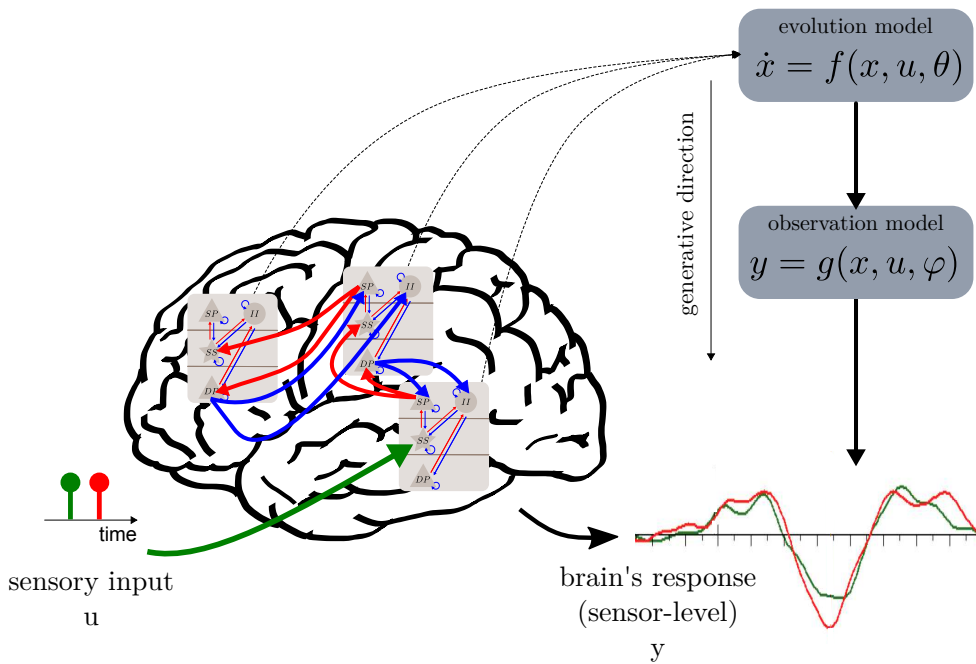 evolution model
ẋ = f(x, u, θ)
generative direction
observation model
y = g(x, u, φ)
SP
II
SS
DP
SP
II
SS
DP
SP
II
SS
DP
time
sensory input
u
brain's response
(sensor-level)
y